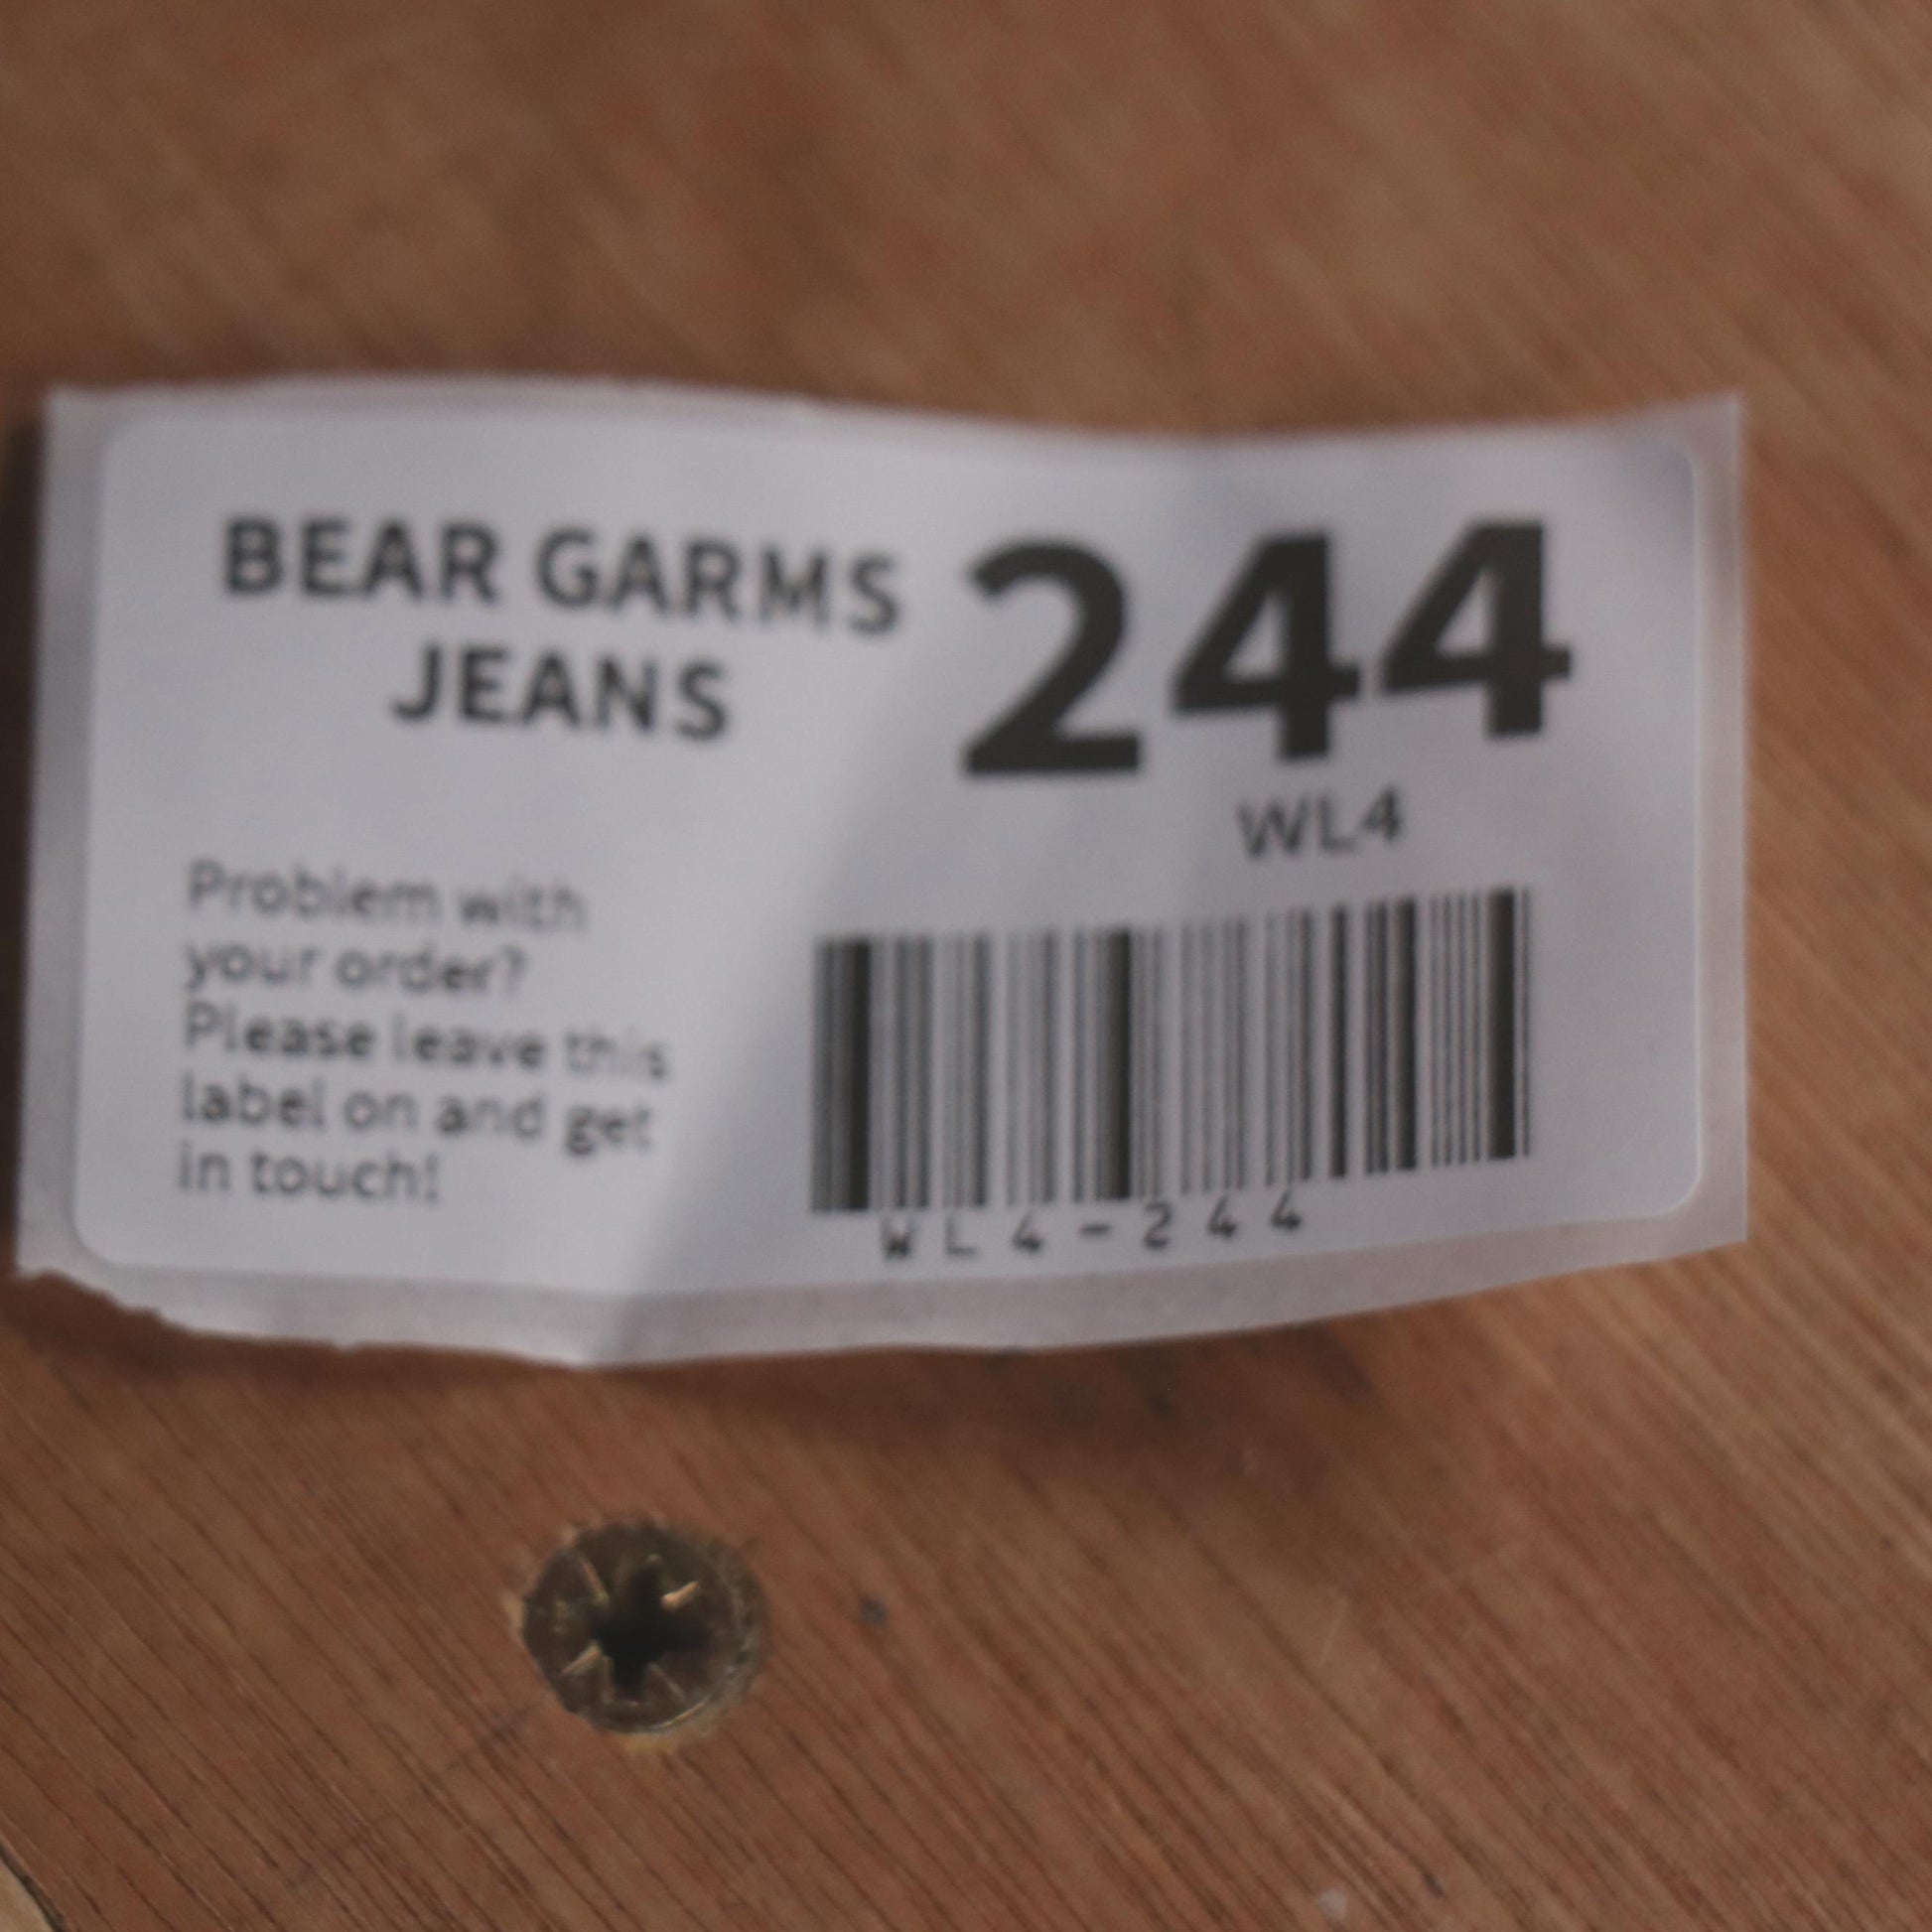 BEAR GARMS
JEANS
244
WL4
Problem with
your order?
Please leave this
label on and get
in touch!
WL4-244